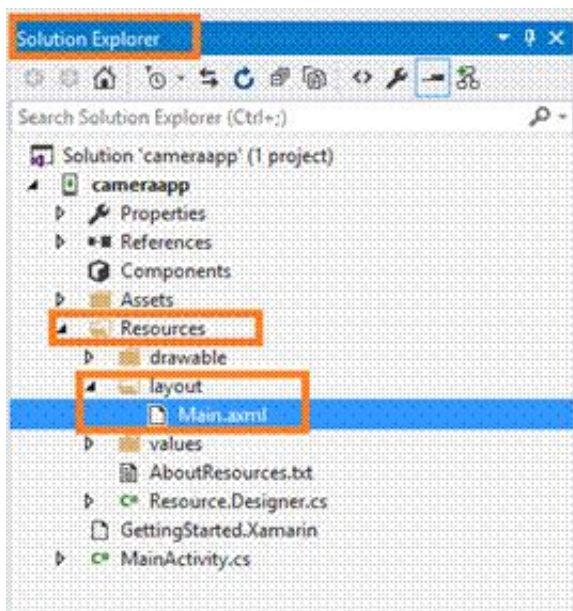 Solution Explorer
Search Solution Explorer (Ctrl+;)
Solution 'cameraapp' (1 project)
cameraapp
Properties
References
Components
Assets
Resources
drawable
layout
Main.axml
values
AboutResources.txt
C# Resource.Designer.cs
GettingStarted.Xamarin
C# MainActivity.cs